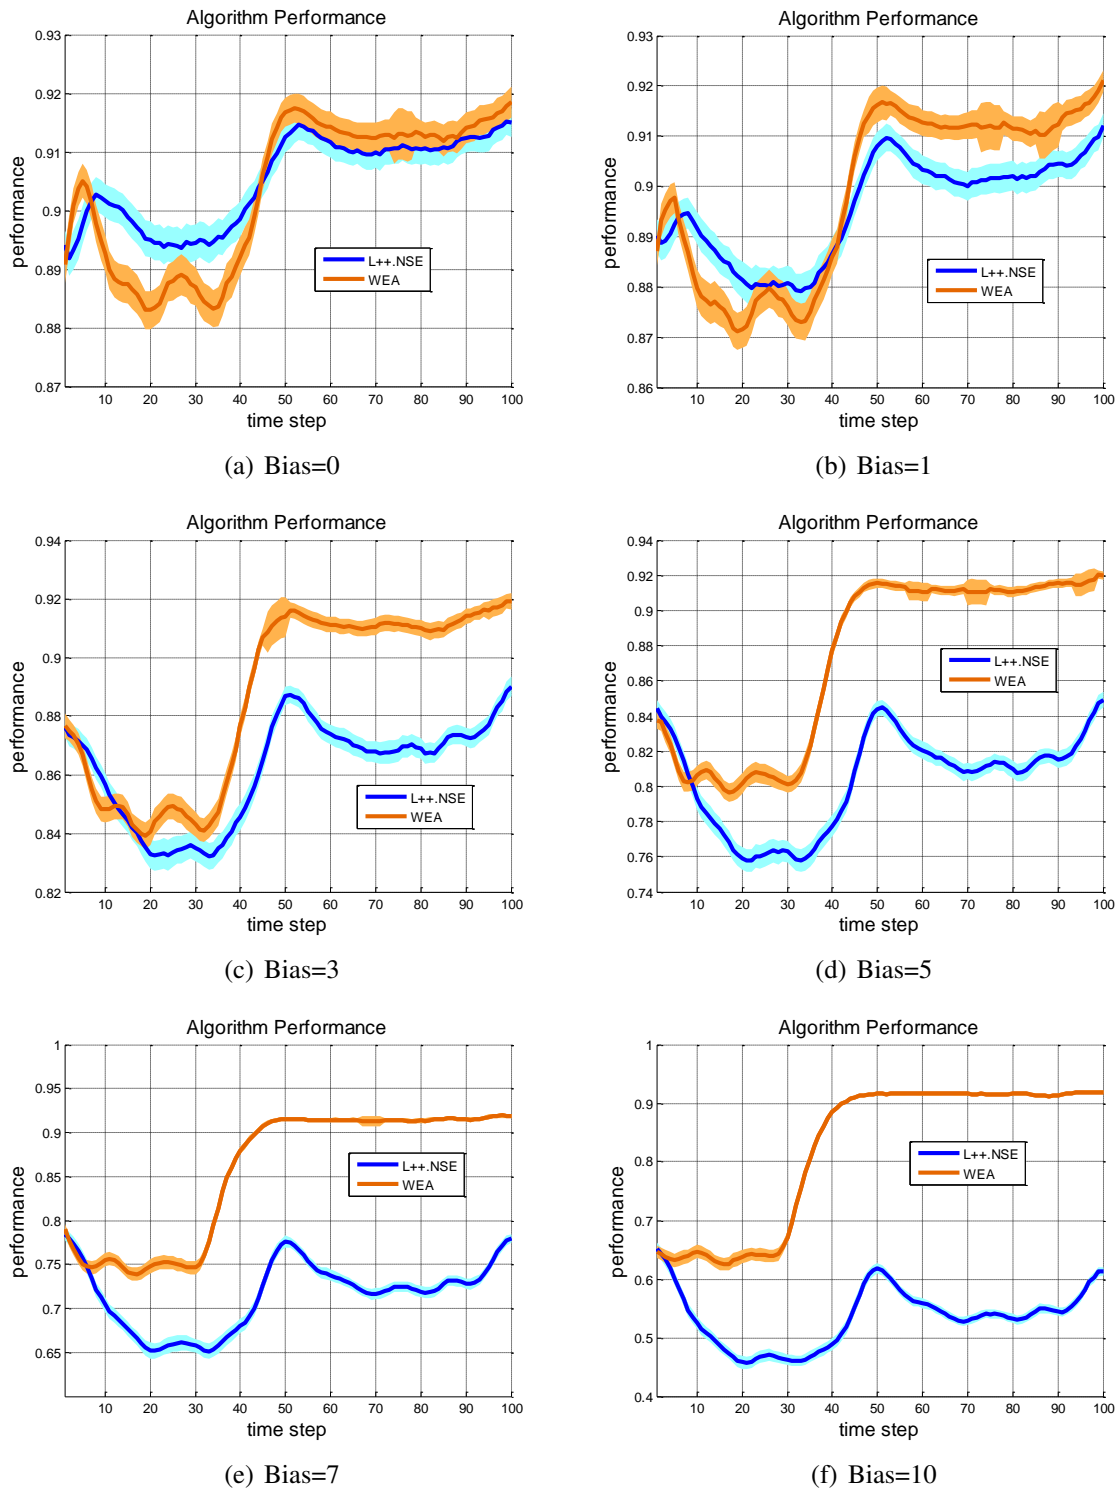 Algorithm Performance
0.93
0.92
0.91
0.9
0.89
0.88
0.87
performance
10 20 30 40 50 60 70 80 90 100
time step
L++.NSE
WEA
(a) Bias=0
Algorithm Performance
0.93
0.92
0.91
0.9
0.89
0.88
0.87
0.86
performance
10 20 30 40 50 60 70 80 90 100
time step
L++.NSE
WEA
(b) Bias=1
Algorithm Performance
0.94
0.92
0.9
0.88
0.86
0.84
0.82
performance
10 20 30 40 50 60 70 80 90 100
time step
L++.NSE
WEA
(c) Bias=3
Algorithm Performance
0.94
0.92
0.9
0.88
0.86
0.84
0.82
0.8
0.78
0.76
0.74
performance
10 20 30 40 50 60 70 80 90 100
time step
L++.NSE
WEA
(d) Bias=5
Algorithm Performance
1
0.95
0.9
0.85
0.8
0.75
0.7
0.65
performance
10 20 30 40 50 60 70 80 90 100
time step
L++.NSE
WEA
(e) Bias=7
Algorithm Performance
1
0.9
0.8
0.7
0.6
0.5
0.4
performance
10 20 30 40 50 60 70 80 90 100
time step
L++.NSE
WEA
(f) Bias=10